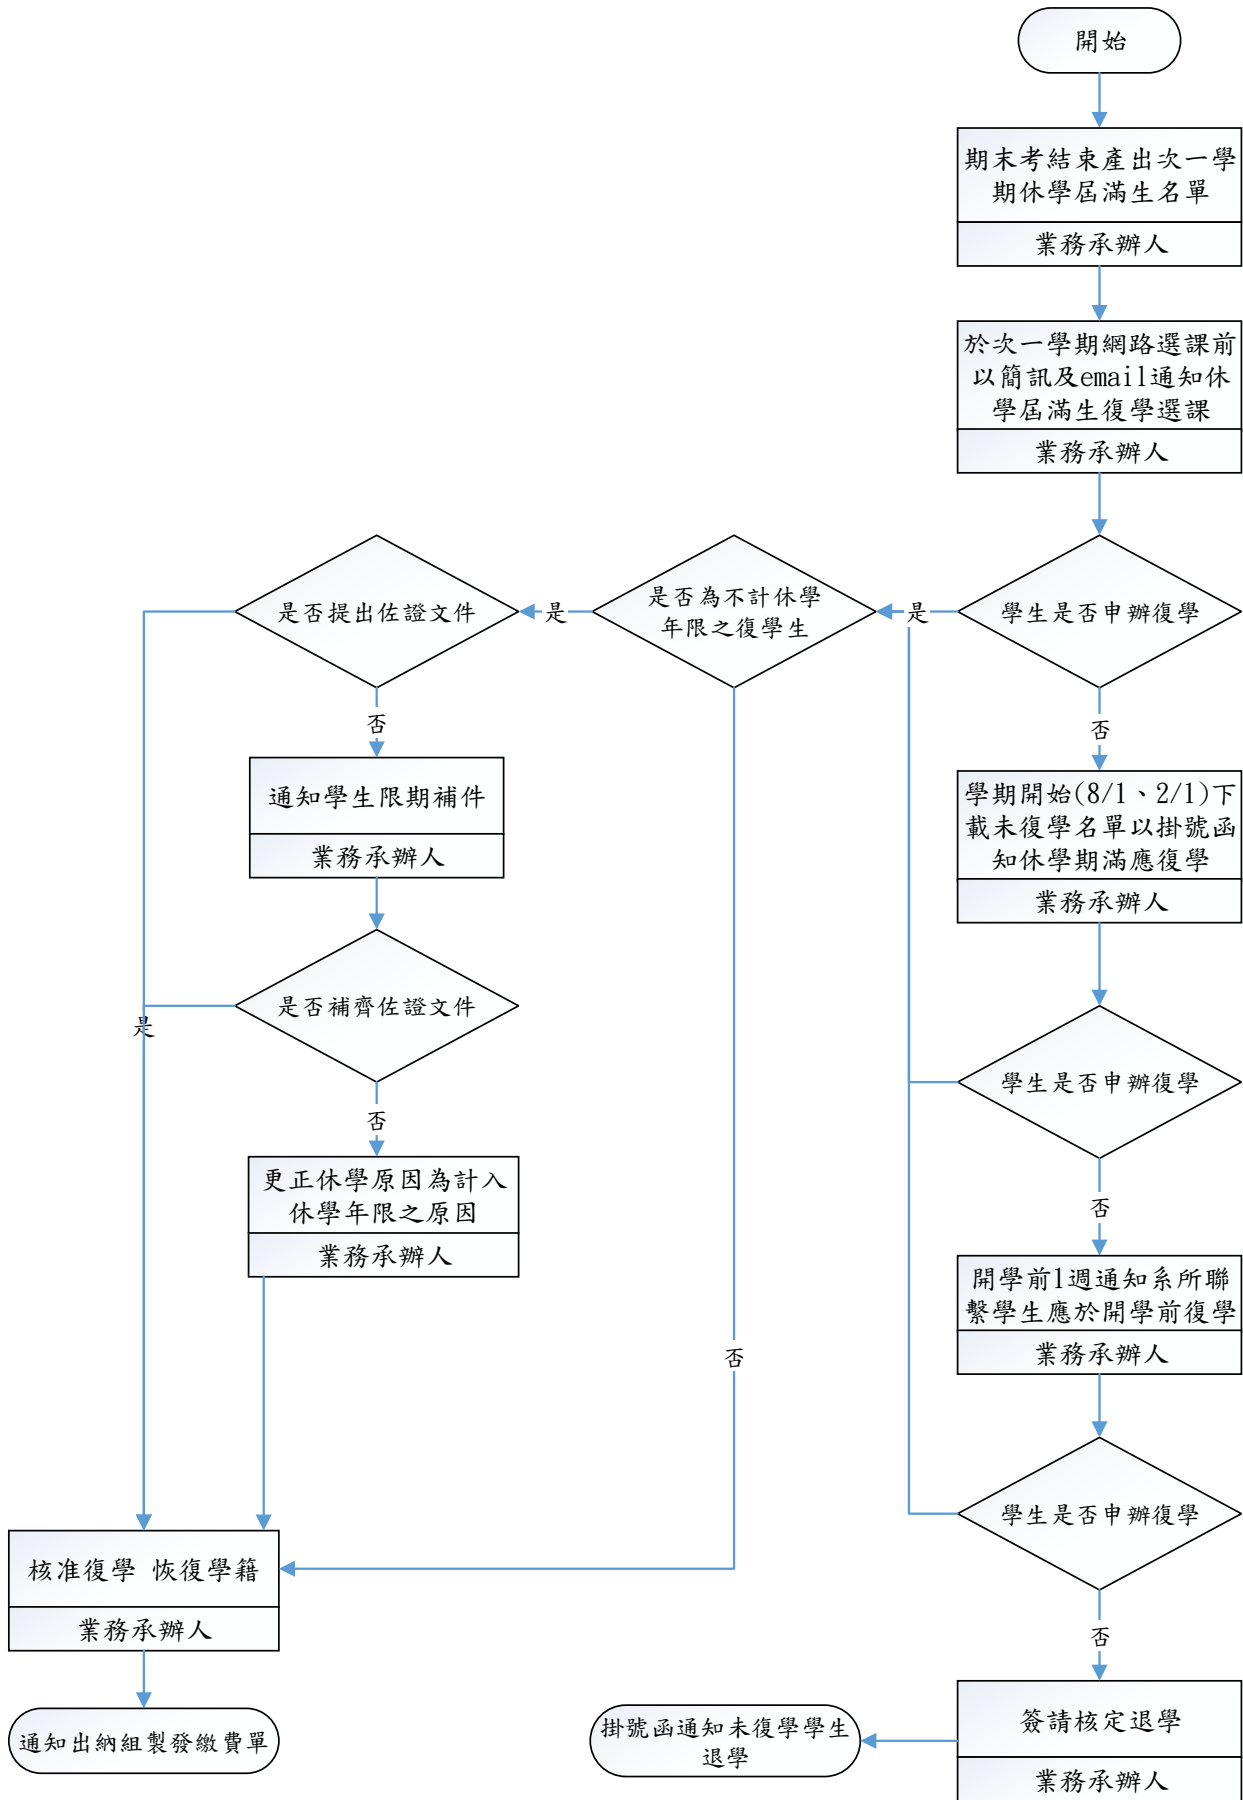 開始
期末考結束產出次一學
期休學屆滿生名單
業務承辦人
於次一學期網路選課前
以簡訊及email通知休
學屆滿生復學選課
業務承辦人
學生是否申辦復學
是
是否為不計休學
年限之復學生
是
是否提出佐證文件
否
通知學生限期補件
業務承辦人
是否補齊佐證文件
是
否
更正休學原因為計入
休學年限之原因
業務承辦人
否
學期開始(8/1、2/1)下
載未復學名單以掛號函
知休學期滿應復學
業務承辦人
學生是否申辦復學
否
開學前1週通知系所聯
繫學生應於開學前復學
業務承辦人
學生是否申辦復學
否
簽請核定退學
業務承辦人
掛號函通知未復學學生
退學
否
核准復學 恢復學籍
業務承辦人
通知出納組製發繳費單